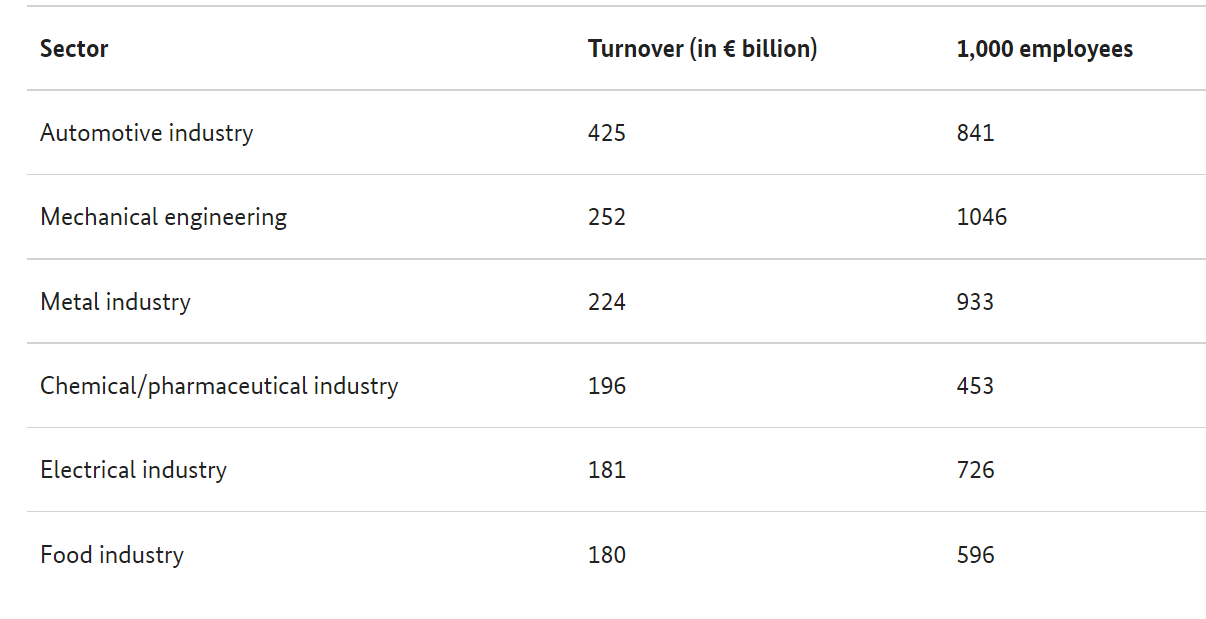 Sector Turnover (in € billion) 1,000 employees
Automotive industry 425 841
Mechanical engineering 252 1046
Metal industry 224 933
Chemical/pharmaceutical industry 196 453
Electrical industry 181 726
Food industry 180 596